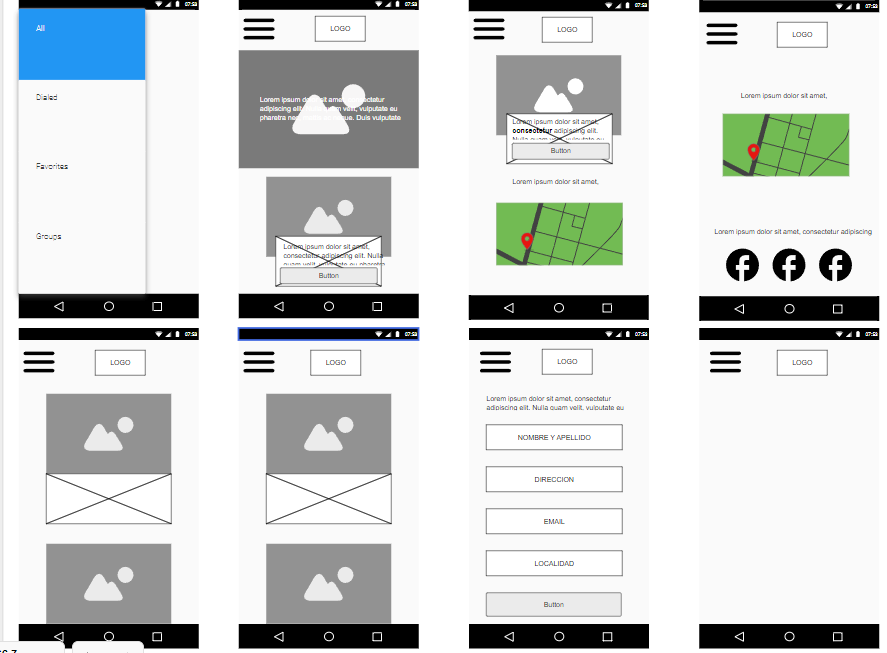 07:53
All
Dialed
Favorites
Groups
07:53
LOGO
Lorem ipsum dolor sit amet, consectetur
adipiscing elit. Nulla quam velit, vulputate eu
pharetra nec, mattis ac neque. Duis vulputate
Lorem ipsum dolor sit amet,
consectetur adipiscing elit. Nulla
quam velit, vulputate eu pharetra
Button
07:53
LOGO
Lorem ipsum dolor sit amet,
consectetur adipiscing elit.
Button
Lorem ipsum dolor sit amet,
07:53
Lorem ipsum dolor sit amet,
LOGO
Lorem ipsum dolor sit amet, consectetur adipiscing
07:53
LOGO
07:53
LOGO
07:53
LOGO
Lorem ipsum dolor sit amet, consectetur
adipiscing elit. Nulla quam velit, vulputate eu
NOMBRE Y APELLIDO
DIRECCION
EMAIL
LOCALIDAD
Button
07:53
LOGO